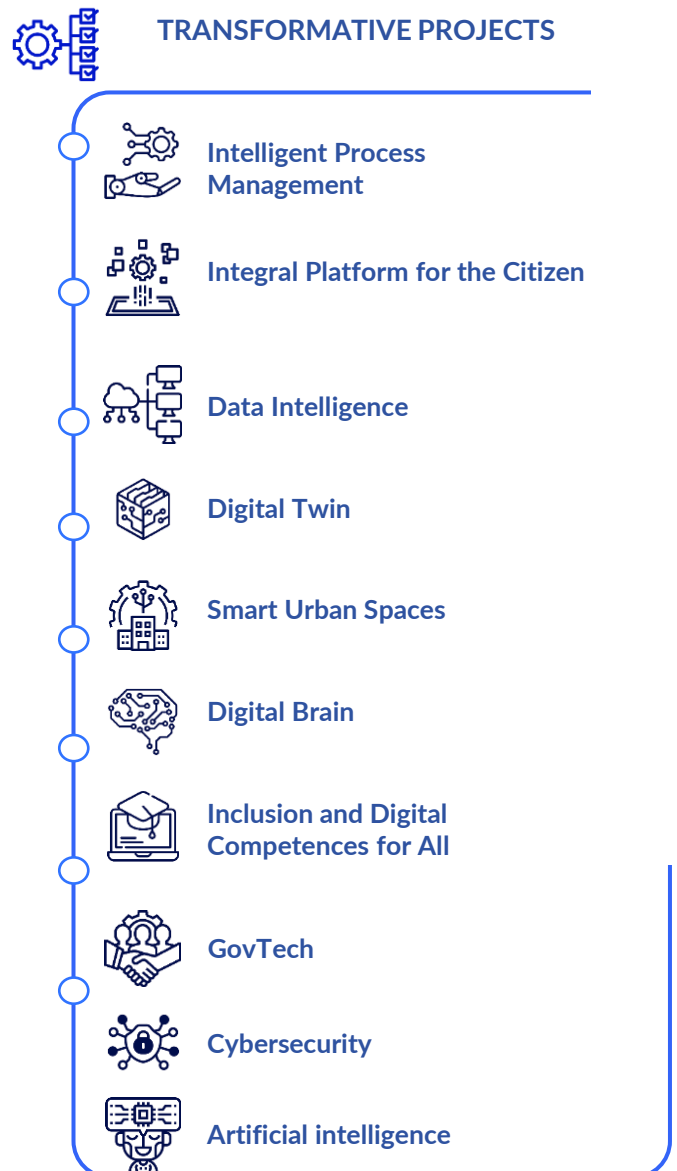 TRANSFORMATIVE PROJECTS
Intelligent Process
Management
Integral Platform for the Citizen
Data Intelligence
Digital Twin
Smart Urban Spaces
Digital Brain
Inclusion and Digital
Competences for All
GovTech
Cybersecurity
Artificial intelligence